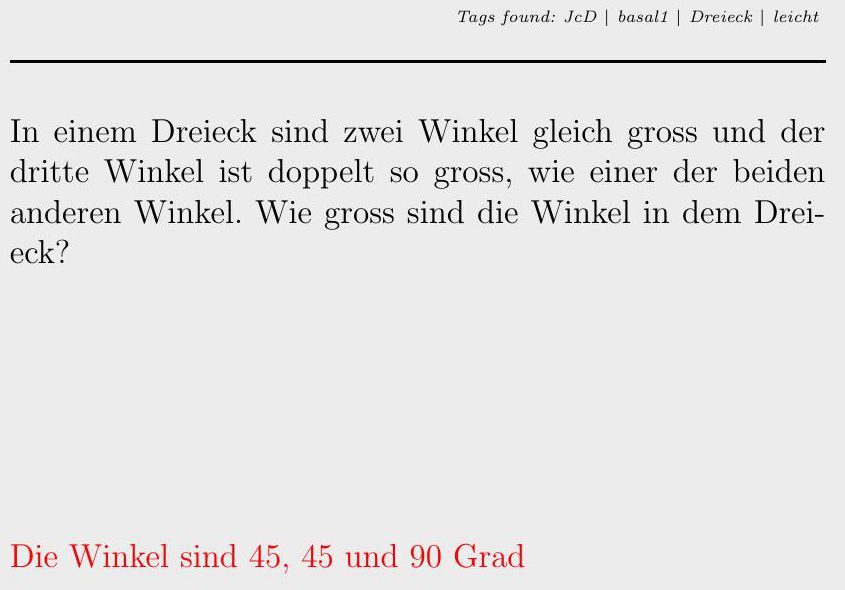 Tags found: JcD | basal1 | Dreieck | leicht
In einem Dreieck sind zwei Winkel gleich gross und der
dritte Winkel ist doppelt so gross, wie einer der beiden
anderen Winkel. Wie gross sind die Winkel in dem Drei-
eck?
Die Winkel sind 45, 45 und 90 Grad